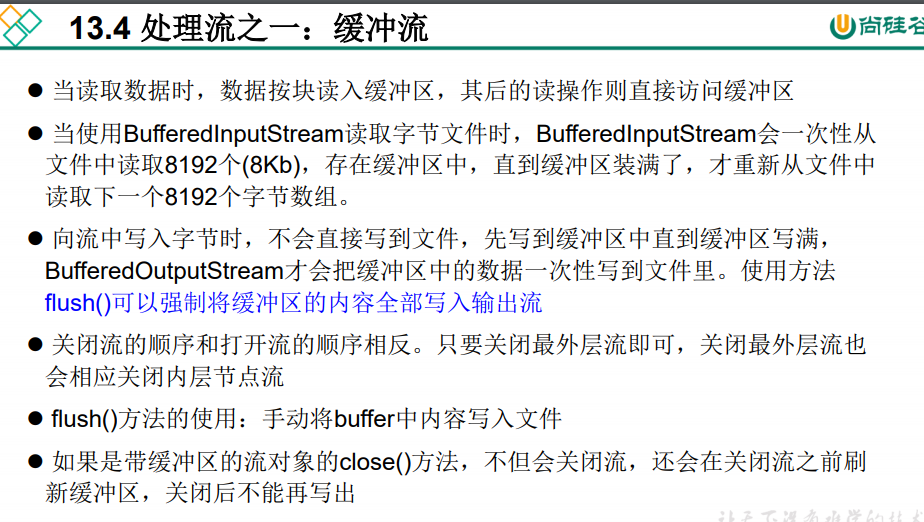 13.4 处理流之一：缓冲流
尚硅谷
● 当读取数据时，数据按块读入缓冲区，其后的读操作则直接访问缓冲区
● 当使用BufferedInputStream读取字节文件时，BufferedInputStream会一次性从
文件中读取8192个(8Kb)，存在缓冲区中，直到缓冲区装满了，才重新从文件中
读取下一个8192个字节数组。
● 向流中写入字节时，不会直接写到文件，先写到缓冲区中直到缓冲区写满，
BufferedOutputStream才会把缓冲区中的数据一次性写到文件里。使用方法
flush()可以强制将缓冲区的内容全部写入输出流
● 关闭流的顺序和打开流的顺序相反。只要关闭最外层流即可，关闭最外层流也
会相应关闭内层节点流
● flush()方法的使用：手动将buffer中内容写入文件
● 如果是带缓冲区的流对象的close()方法，不但会关闭流，还会在关闭流之前刷
新缓冲区，关闭后不能再写出